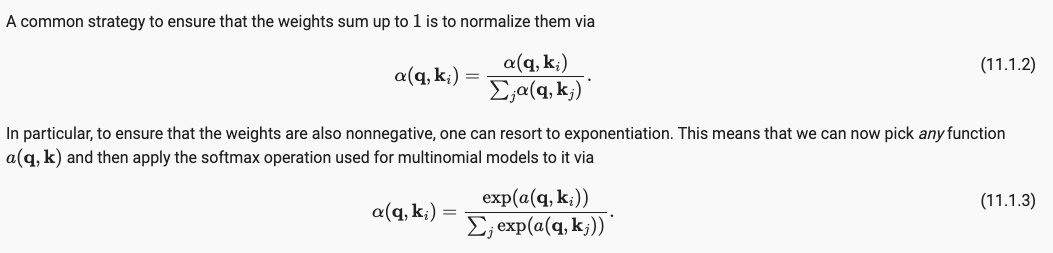 A common strategy to ensure that the weights sum up to 1 is to normalize them via
α(𝐪, 𝐤ᵢ) = α(𝐪, 𝐤ᵢ) / ∑ⱼ α(𝐪, 𝐤ⱼ) . (11.1.2)
In particular, to ensure that the weights are also nonnegative, one can resort to exponentiation. This means that we can now pick any function
a(𝐪, 𝐤) and then apply the softmax operation used for multinomial models to it via
α(𝐪, 𝐤ᵢ) = exp(a(𝐪, 𝐤ᵢ)) / ∑ⱼ exp(a(𝐪, 𝐤ⱼ)) . (11.1.3)